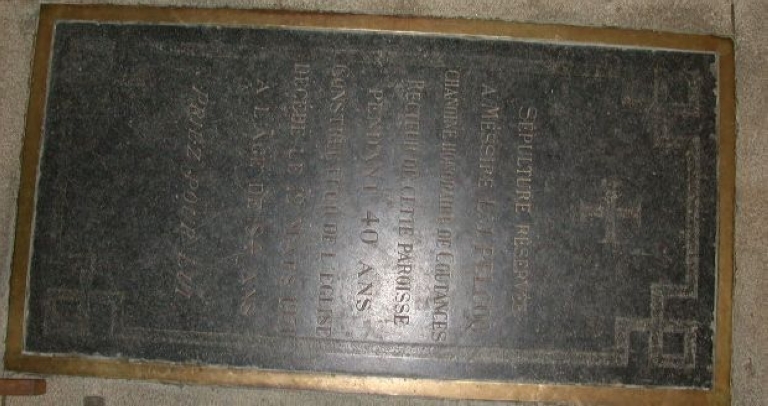 SEPULTURE RESERVEE
A MESSIRE
CHANOINE HONORAIRE DE COUTANCES
RECTEUR DE CETTE PAROISSE
PENDANT 40 ANS
CONSTRUCTEUR DE L'EGLISE
DECEDE LE
A L'AGE DE ANS
PRIEZ POUR LUI